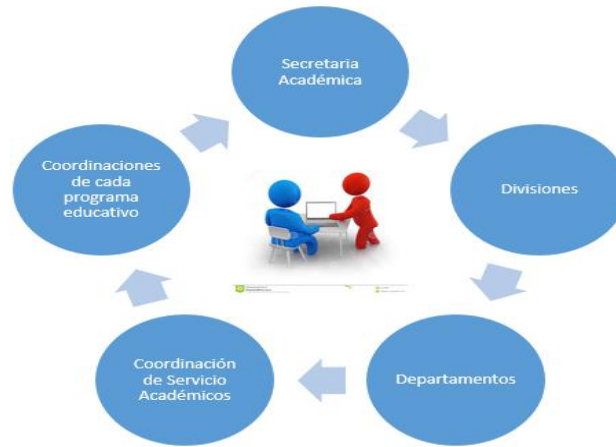 Secretaria
Académica
Divisiones
Departamentos
Coordinación
de Servicio
Académicos
Coordinaciones
de cada
programa
educativo